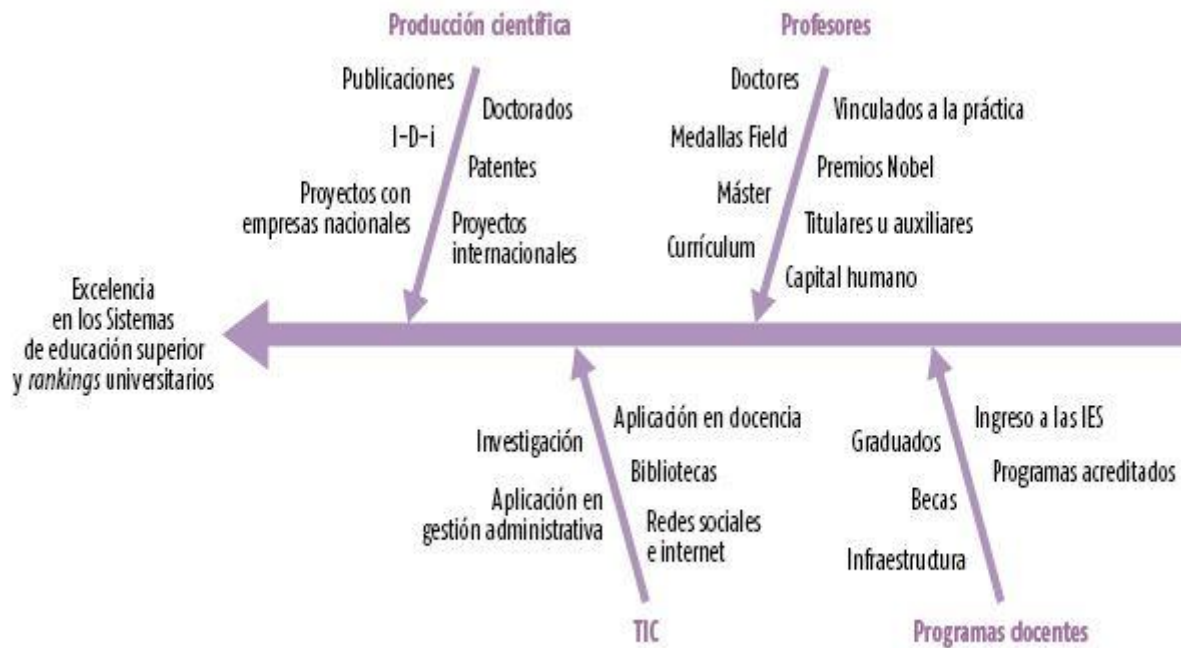 Producción científica
Publicaciones
Doctorados
I-D-i
Patentes
Proyectos con
empresas nacionales
Proyectos
internacionales
Profesores
Doctores
Vinculados a la práctica
Medallas Field
Premios Nobel
Máster
Titulares u auxiliares
Currículum
Capital humano
Excelencia
en los Sistemas
de educación superior
y rankings universitarios
Aplicación en docencia
Investigación
Bibliotecas
Aplicación en
gestión administrativa
Redes sociales
e internet
TIC
Ingreso a las IES
Graduados
Programas acreditados
Becas
Infraestructura
Programas docentes